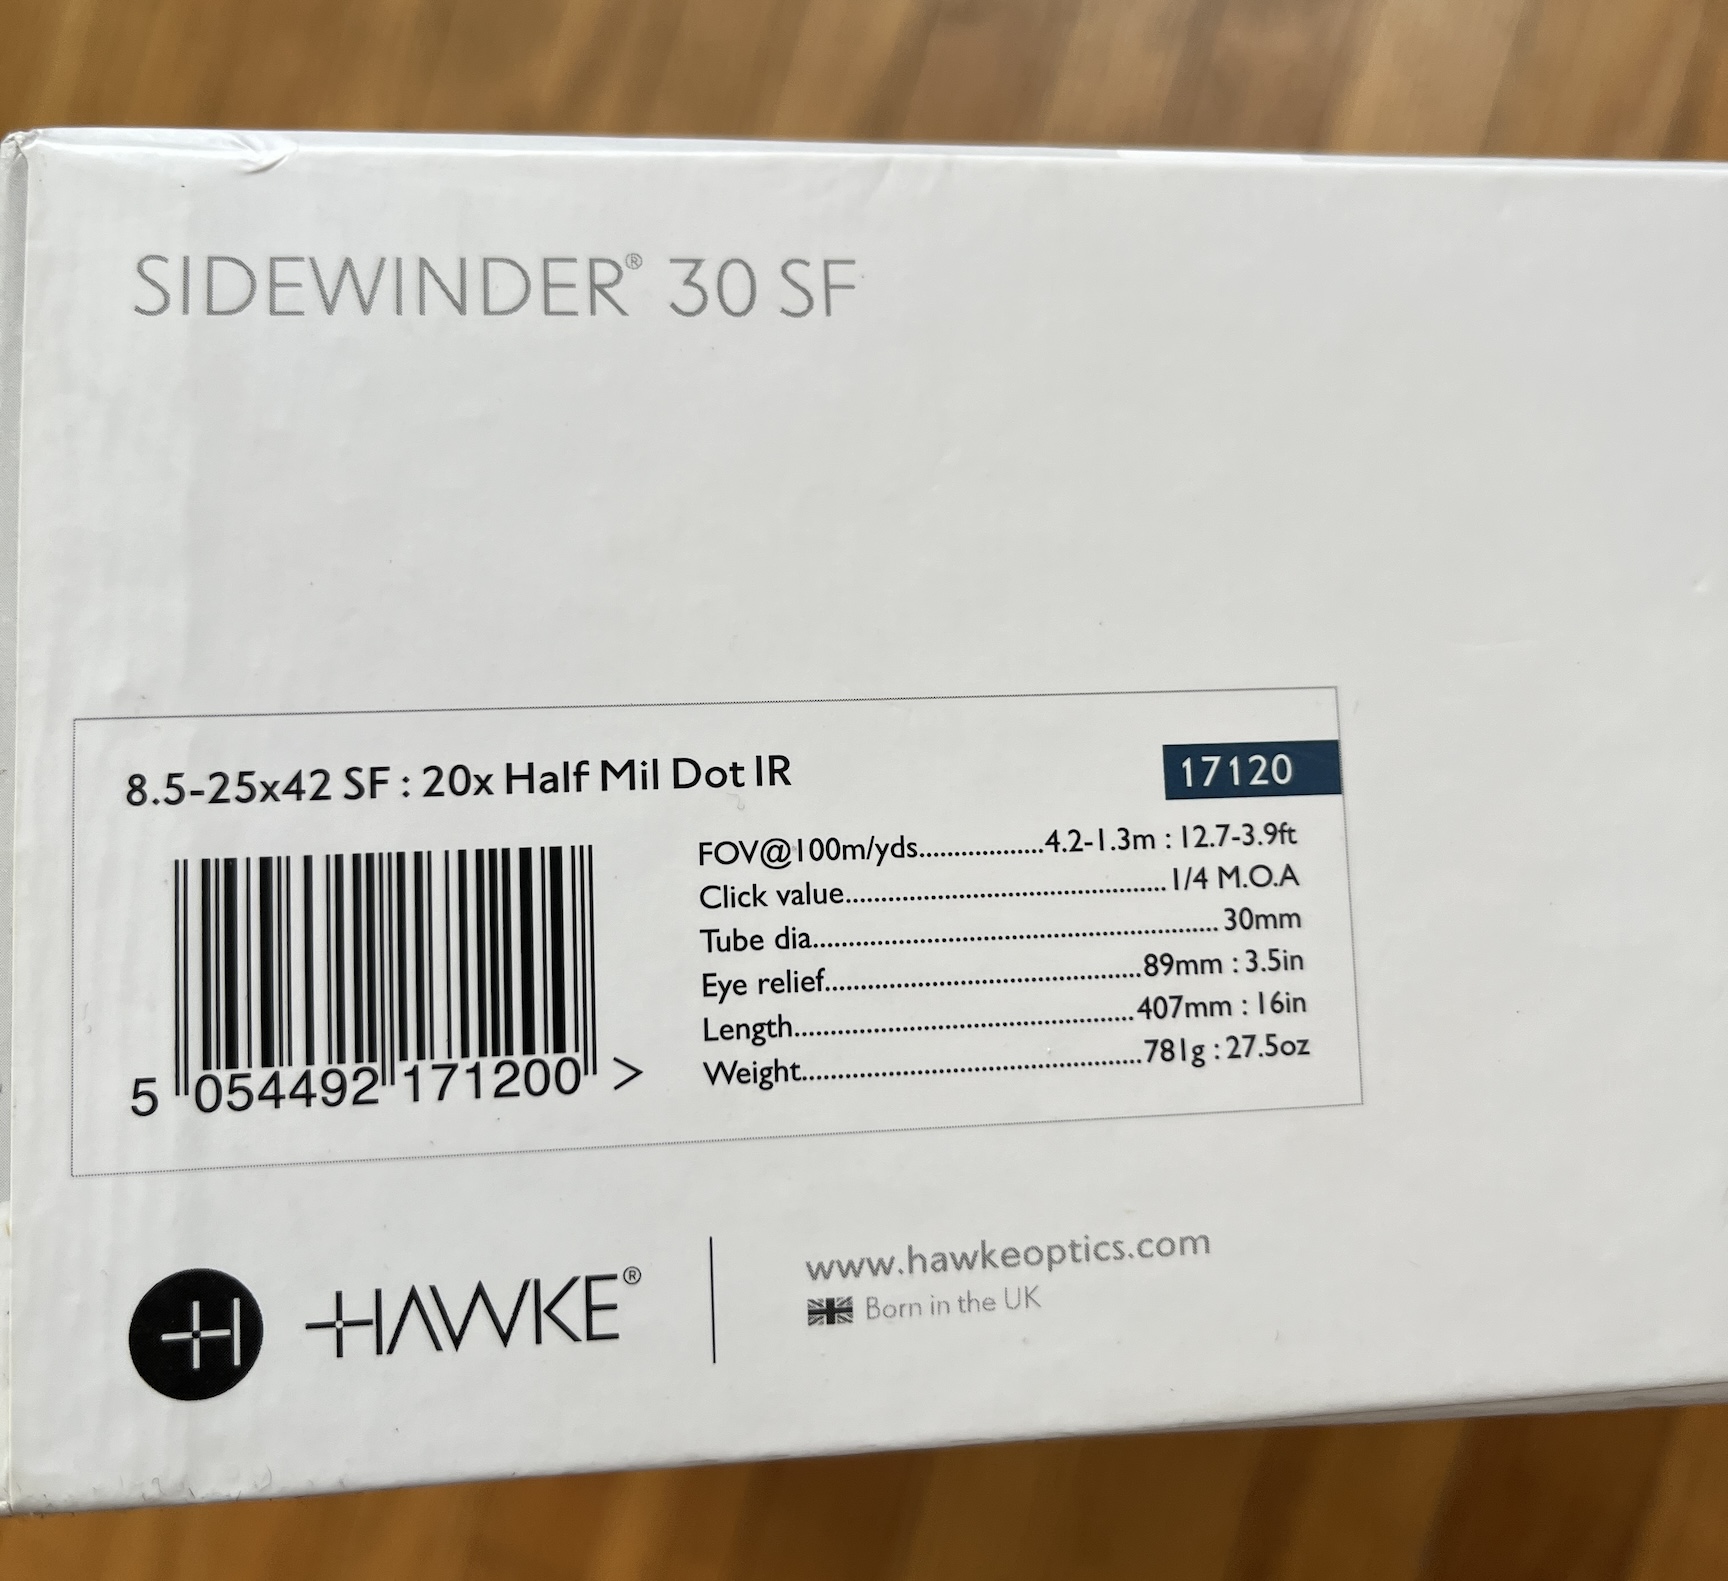 SIDEWINDER® 30 SF
8.5-25x42 SF : 20x Half Mil Dot IR
17120
FOV@100m/yds..................4.2-1.3m : 12.7-3.9ft
Click value.............................................1/4 M.O.A
Tube dia..........................................................30mm
Eye relief.............................................89mm : 3.5in
Length................................................407mm : 16in
Weight................................................781g : 27.5oz
5 054492 171200 >
HAWKE®
www.hawkeoptics.com
Born in the UK